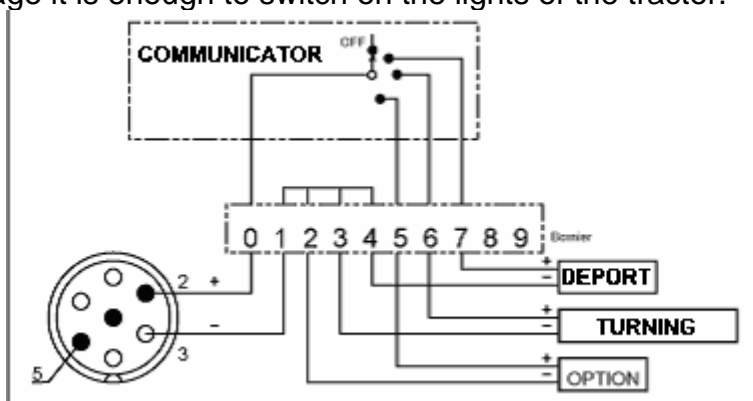 age it is enough to switch on the lights of the tractor.
OFF
COMMUNICATOR
0 1 2 3 4 5 6 7 8 9 Bornier
+
-
DEPORT
2 +
-
3
5
+
-
TURNING
+
-
OPTION